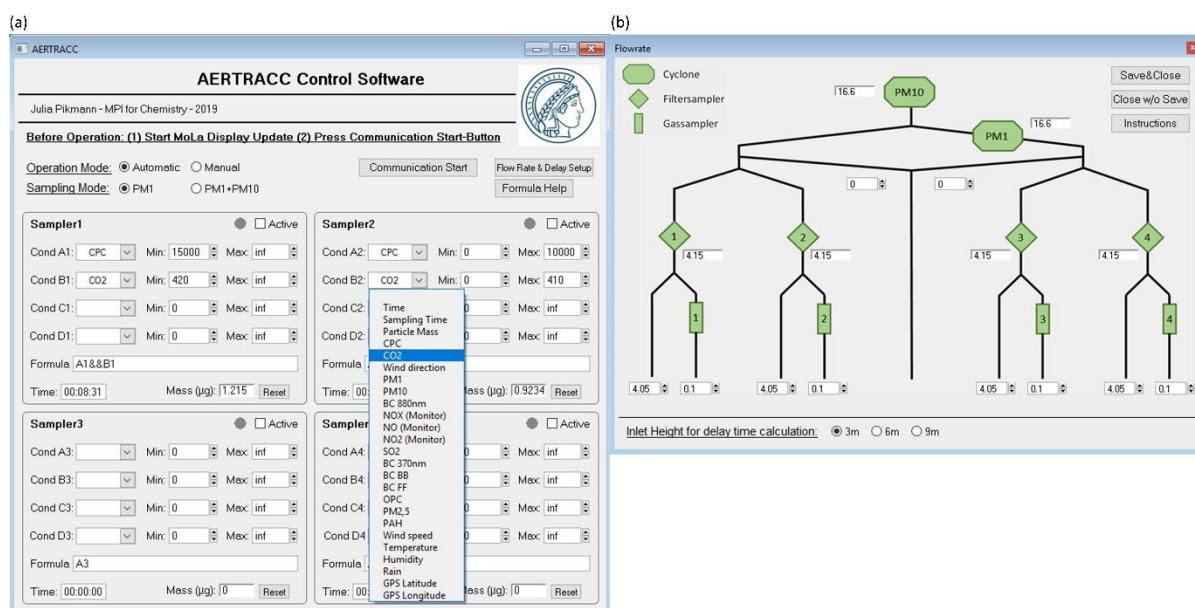 (a)
AERTRACC
AERTRACC Control Software
Julia Pikmann - MPI for Chemistry - 2019
Before Operation: (1) Start MoLa Display Update (2) Press Communication Start-Button
Operation Mode: Automatic Manual Communication Start Flow Rate & Delay Setup
Sampling Mode: PM1 PM1+PM10 Formula Help
Sampler1 Active
Cond A1: CPC Min: 15000 Max: inf
Cond B1: CO2 Min: 420 Max: inf
Cond C1: Min: 0 Max: inf
Cond D1: Min: 0 Max: inf
Formula A1&&B1
Time: 00:08:31 Mass (µg): 1.215 Reset
Sampler2 Active
Cond A2: CPC Min: 0 Max: 10000
Cond B2: CO2 Min: 0 Max: 410
Cond C2: Max: inf
Cond D2: Max: inf
Formula
Time: 00: Mass (µg): 0.9234 Reset
Time
Sampling Time
Particle Mass
CPC
CO2
Wind direction
PM1
PM10
BC 880nm
NOX (Monitor)
NO (Monitor)
NO2 (Monitor)
SO2
BC 370nm
BC BB
BC FF
OPC
PM2,5
PAH
Wind speed
Temperature
Humidity
Rain
GPS Latitude
GPS Longitude
Sampler3 Active
Cond A3: Min: 0 Max: inf
Cond B3: Min: 0 Max: inf
Cond C3: Min: 0 Max: inf
Cond D3: Min: 0 Max: inf
Formula A3
Time: 00:00:00 Mass (µg): 0 Reset
Sampler Active
Cond A4: Max: inf
Cond B4: Max: inf
Cond C4: Max: inf
Cond D4 Max: inf
Formula
Time: 00: (µg): 0 Reset
(b)
Flowrate
Cyclone
Filtersampler
Gassampler
16.6 PM10
PM1 16.6
Save&Close
Close w/o Save
Instructions
0 0
1 2 3 4
4.15 4.15 4.15 4.15
1 2 3 4
4.05 0.1 4.05 0.1 4.05 0.1 4.05 0.1
Inlet Height for delay time calculation: 3m 6m 9m